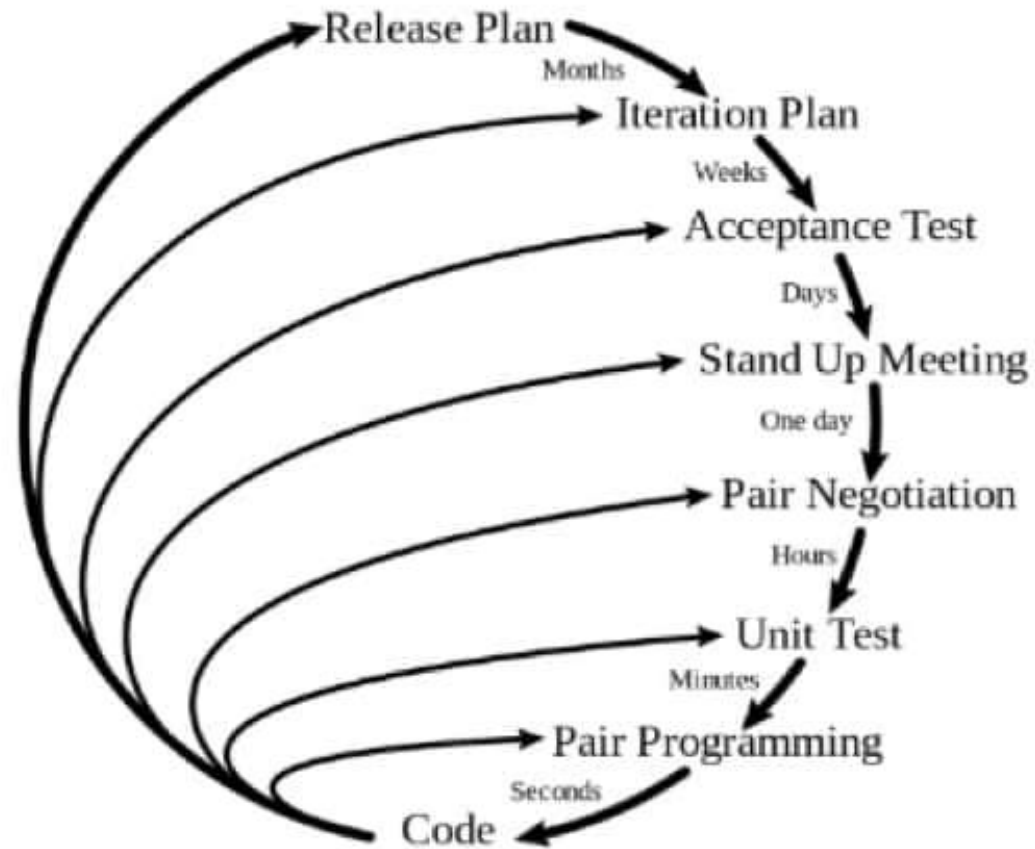 Release Plan
Months
Iteration Plan
Weeks
Acceptance Test
Days
Stand Up Meeting
One day
Pair Negotiation
Hours
Unit Test
Minutes
Pair Programming
Seconds
Code